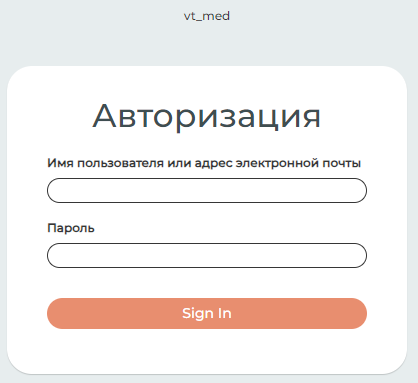 vt_med
Авторизация
Имя пользователя или адрес электронной почты
Пароль
Sign In